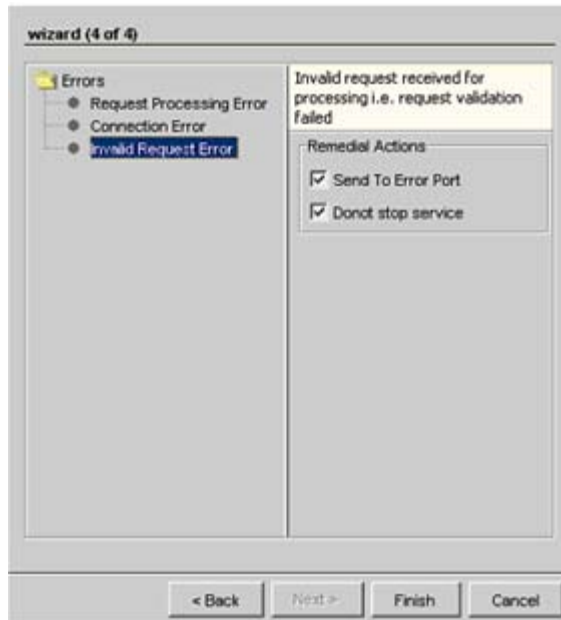 wizard (4 of 4)
Errors
Request Processing Error
Connection Error
Invalid Request Error
Invalid request received for
processing i.e. request validation
failed
Remedial Actions
Send To Error Port
Donot stop service
< Back
Next >
Finish
Cancel